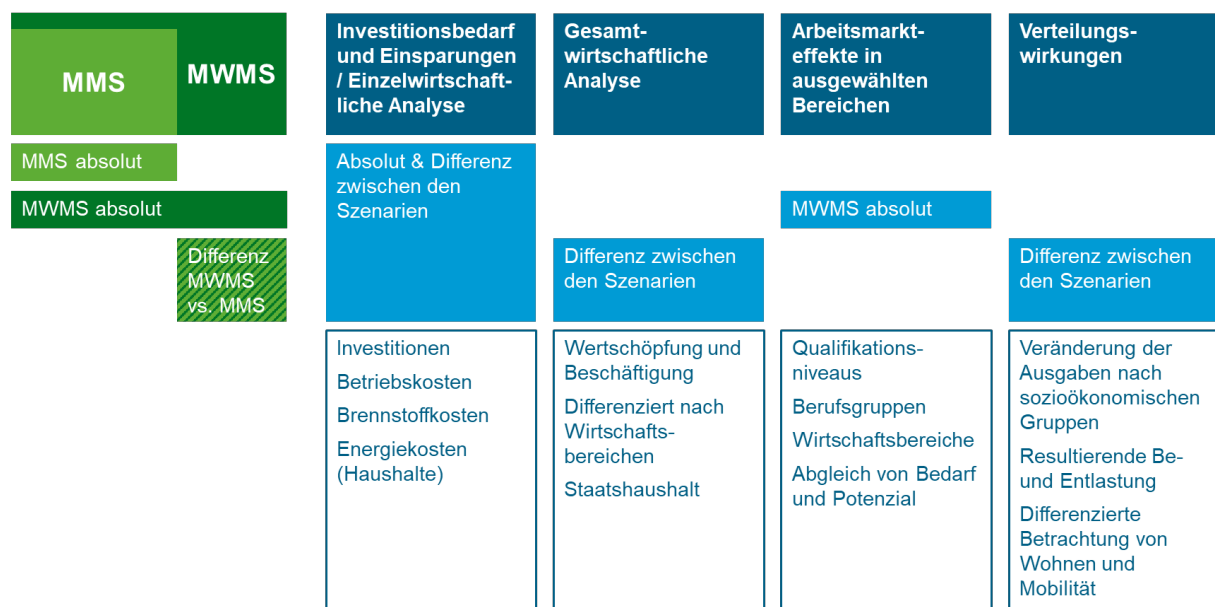 MMS
MWMS
MMS absolut
MWMS absolut
Differenz
MWMS
vs. MMS
Investitionsbedarf
und Einsparungen
/ Einzelwirtschaft-
liche Analyse
Absolut & Differenz
zwischen den
Szenarien
Investitionen
Betriebskosten
Brennstoffkosten
Energiekosten
(Haushalte)
Gesamt-
wirtschaftliche
Analyse
Differenz zwischen
den Szenarien
Wertschöpfung und
Beschäftigung
Differenziert nach
Wirtschafts-
bereichen
Staatshaushalt
Arbeitsmarkt-
effekte in
ausgewählten
Bereichen
MWMS absolut
Qualifikations-
niveaus
Berufsgruppen
Wirtschaftsbereiche
Abgleich von Bedarf
und Potenzial
Verteilungs-
wirkungen
Differenz zwischen
den Szenarien
Veränderung der
Ausgaben nach
sozioökonomischen
Gruppen
Resultierende Be-
und Entlastung
Differenzierte
Betrachtung von
Wohnen und
Mobilität